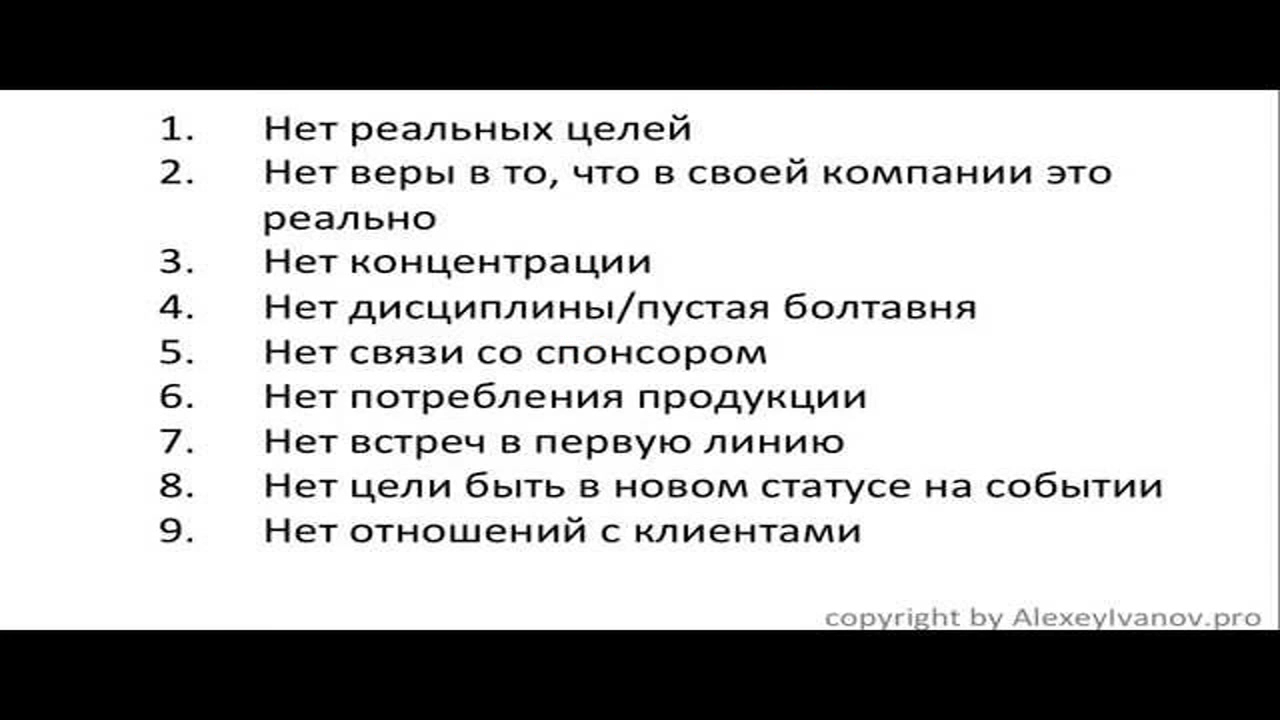 1. Нет реальных целей
2. Нет веры в то, что в своей компании это
реально
3. Нет концентрации
4. Нет дисциплины/пустая болтавня
5. Нет связи со спонсором
6. Нет потребления продукции
7. Нет встреч в первую линию
8. Нет цели быть в новом статусе на событии
9. Нет отношений с клиентами
copyright by AlexeyIvanov.pro